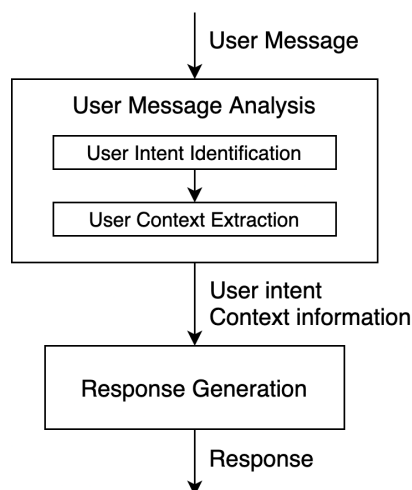 User Message
User Message Analysis
User Intent Identification
User Context Extraction
User intent
Context information
Response Generation
Response